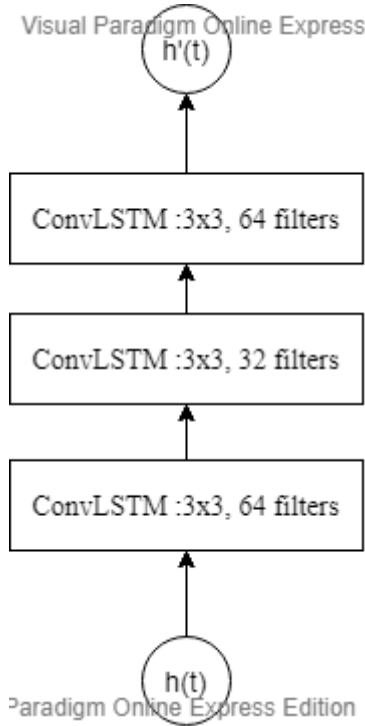 Visual Paradigm Online Express
h'(t)
ConvLSTM :3x3, 64 filters
ConvLSTM :3x3, 32 filters
ConvLSTM :3x3, 64 filters
h(t)
Paradigm Online Express Edition